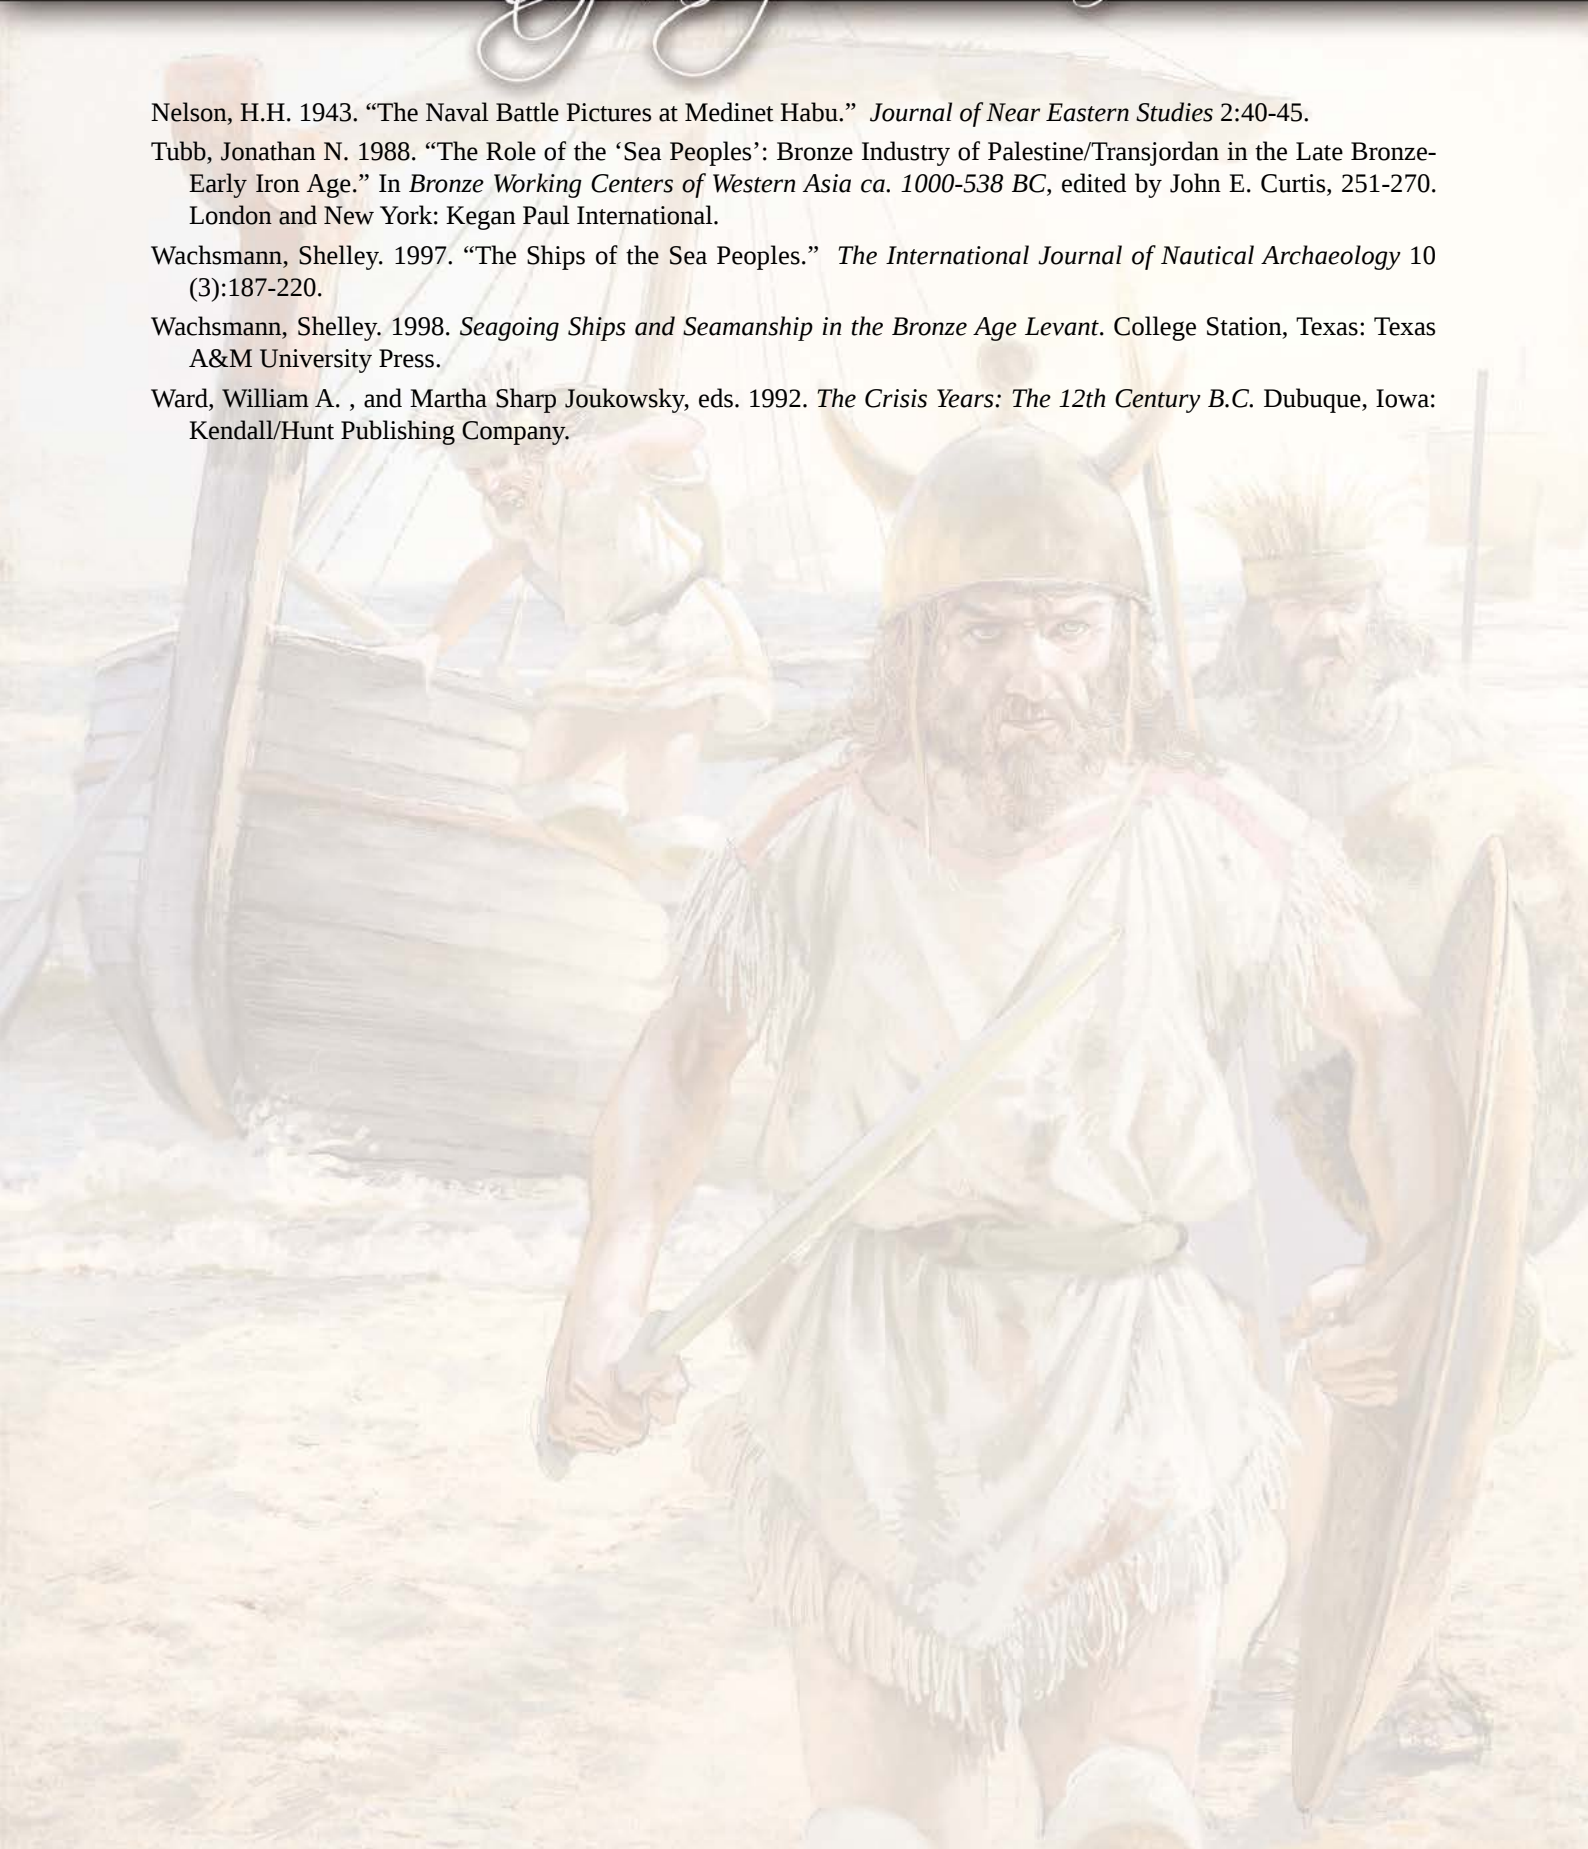 Nelson, H.H. 1943. “The Naval Battle Pictures at Medinet Habu.”  Journal of Near Eastern Studies 2:40-45.
Tubb, Jonathan N. 1988. “The Role of the ‘Sea Peoples’: Bronze Industry of Palestine/Transjordan in the Late Bronze-
Early Iron Age.” In Bronze Working Centers of Western Asia ca. 1000-538 BC, edited by John E. Curtis, 251-270.
London and New York: Kegan Paul International.
Wachsmann, Shelley. 1997. “The Ships of the Sea Peoples.”  The International Journal of Nautical Archaeology 10
(3):187-220.
Wachsmann, Shelley. 1998. Seagoing Ships and Seamanship in the Bronze Age Levant. College Station, Texas: Texas
A&M University Press.
Ward, William A. , and Martha Sharp Joukowsky, eds. 1992. The Crisis Years: The 12th Century B.C. Dubuque, Iowa:
Kendall/Hunt Publishing Company.